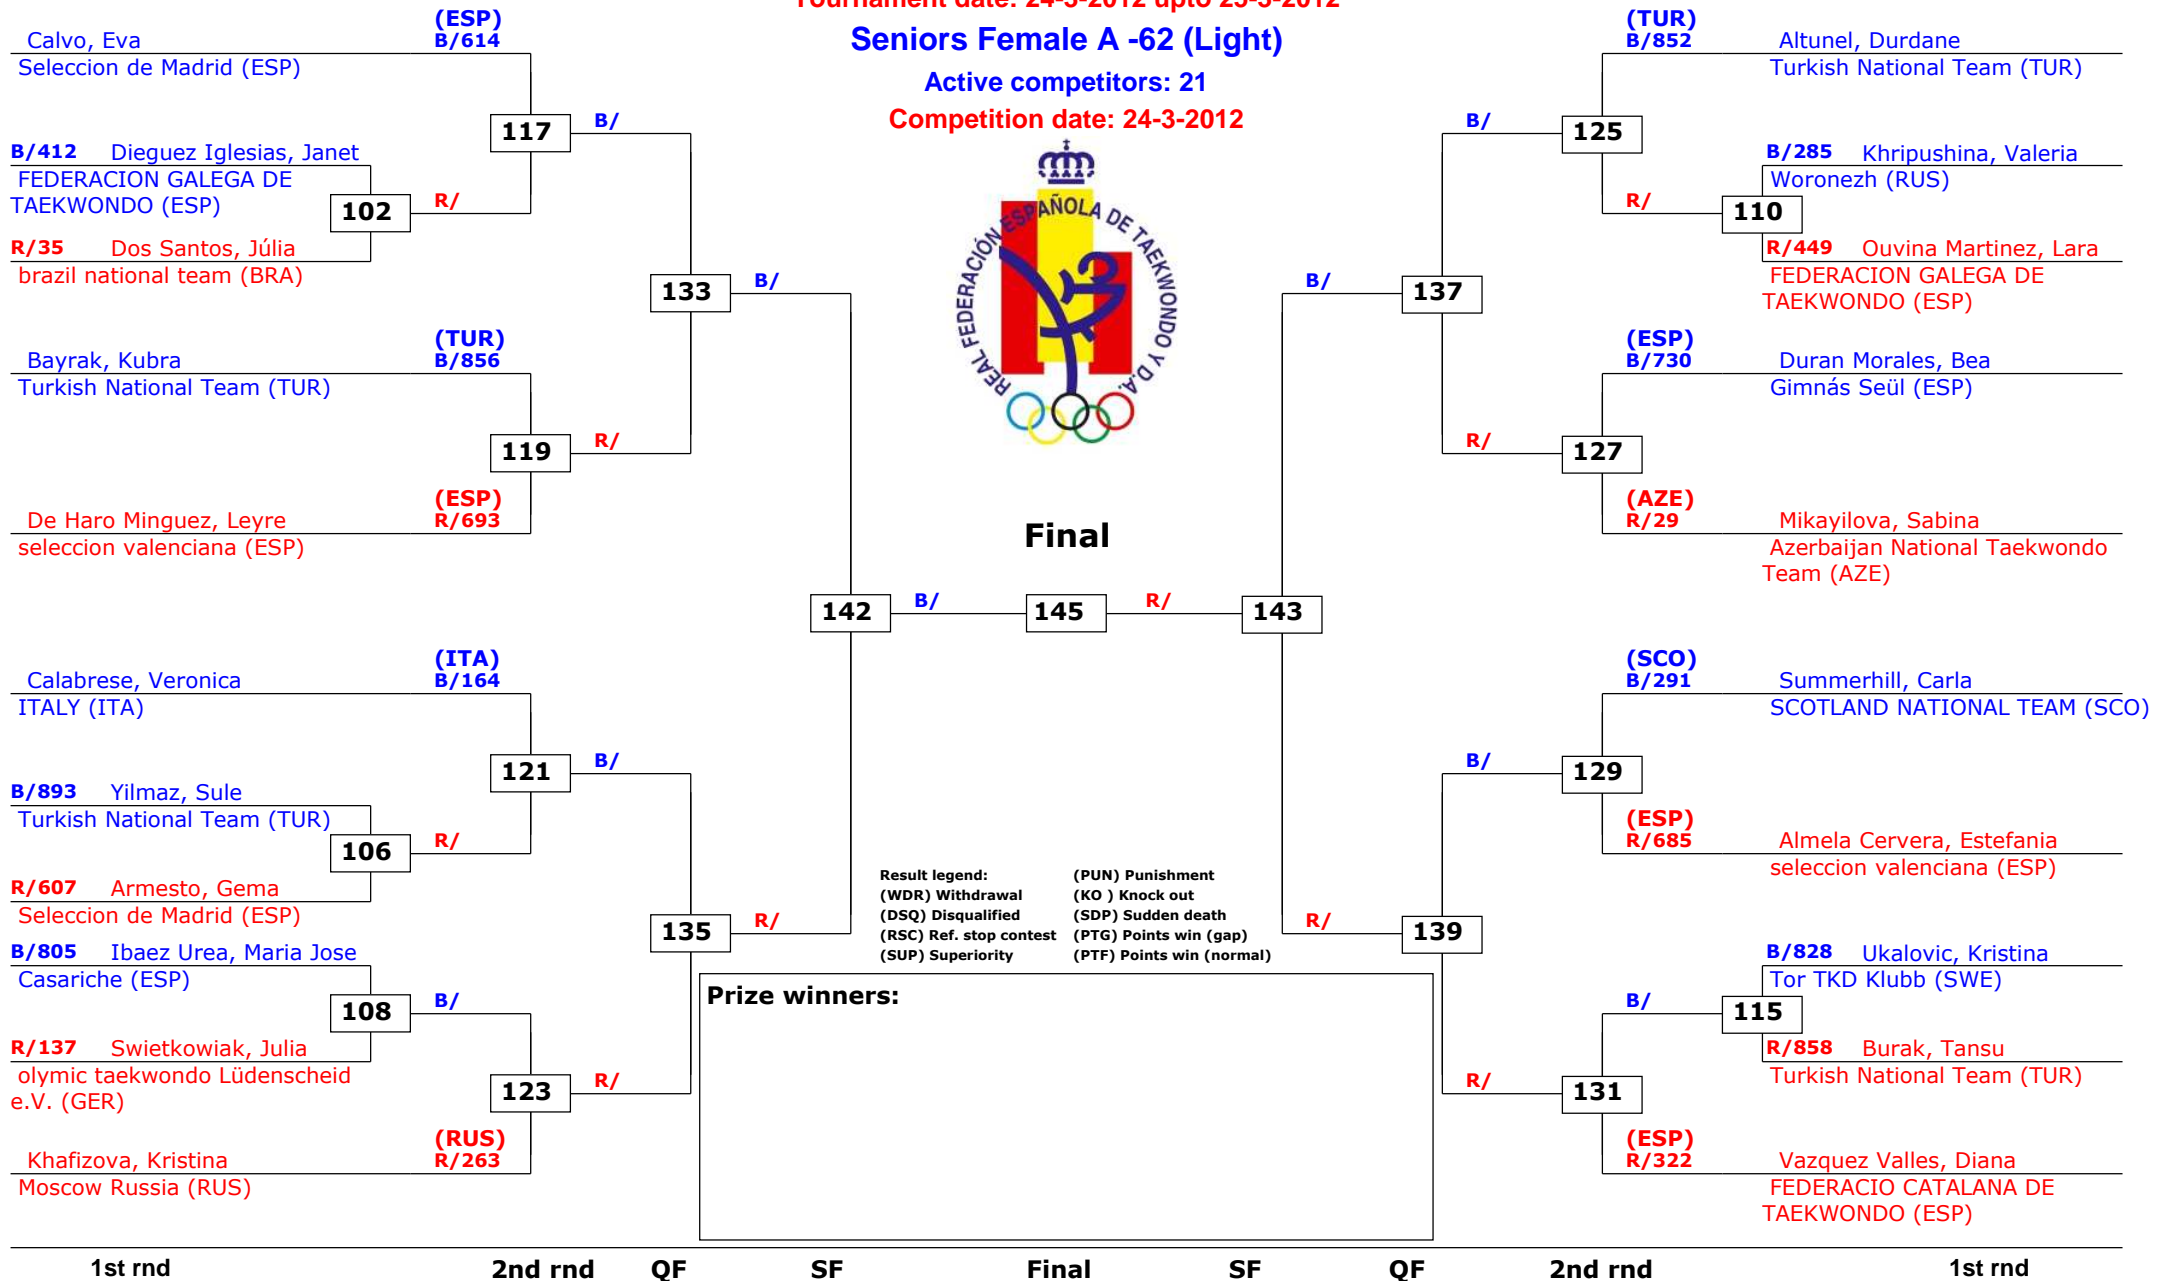 Tournament date: 24-3-2012 upto 25-3-2012
Seniors Female A -62 (Light)
Active competitors: 21
Competition date: 24-3-2012
REAL FEDERACIÓN ESPAÑOLA DE TAEKWONDO Y D.A.
(ESP)
Calvo, Eva B/614
Seleccion de Madrid (ESP)
117
B/
B/412 Dieguez Iglesias, Janet
FEDERACION GALEGA DE
TAEKWONDO (ESP)
102
R/
R/35 Dos Santos, Júlia
brazil national team (BRA)
133
B/
(TUR)
Bayrak, Kubra B/856
Turkish National Team (TUR)
119
R/
(ESP)
De Haro Minguez, Leyre R/693
seleccion valenciana (ESP)
142
B/
(ITA)
Calabrese, Veronica B/164
ITALY (ITA)
121
B/
B/893 Yilmaz, Sule
Turkish National Team (TUR)
106
R/
R/607 Armesto, Gema
Seleccion de Madrid (ESP)
135
R/
B/805 Ibaez Urea, Maria Jose
Casariche (ESP)
108
B/
R/137 Swietkowiak, Julia
olymic taekwondo Lüdenscheid
e.V. (GER)
123
R/
(RUS)
Khafizova, Kristina R/263
Moscow Russia (RUS)
Final
145
(TUR)
B/852 Altunel, Durdane
Turkish National Team (TUR)
B/
125
B/285 Khripushina, Valeria
Woronezh (RUS)
R/
110
R/449 Ouvina Martinez, Lara
FEDERACION GALEGA DE
TAEKWONDO (ESP)
B/
137
(ESP)
B/730 Duran Morales, Bea
Gimnás Seül (ESP)
R/
127
(AZE)
R/29 Mikayilova, Sabina
Azerbaijan National Taekwondo
Team (AZE)
R/
143
(SCO)
B/291 Summerhill, Carla
SCOTLAND NATIONAL TEAM (SCO)
B/
129
(ESP)
R/685 Almela Cervera, Estefania
seleccion valenciana (ESP)
R/
139
B/828 Ukalovic, Kristina
Tor TKD Klubb (SWE)
B/
115
R/858 Burak, Tansu
Turkish National Team (TUR)
R/
131
(ESP)
R/322 Vazquez Valles, Diana
FEDERACIO CATALANA DE
TAEKWONDO (ESP)
Result legend: (PUN) Punishment
(WDR) Withdrawal (KO ) Knock out
(DSQ) Disqualified (SDP) Sudden death
(RSC) Ref. stop contest (PTG) Points win (gap)
(SUP) Superiority (PTF) Points win (normal)
Prize winners:
1st rnd 2nd rnd QF SF Final SF QF 2nd rnd 1st rnd